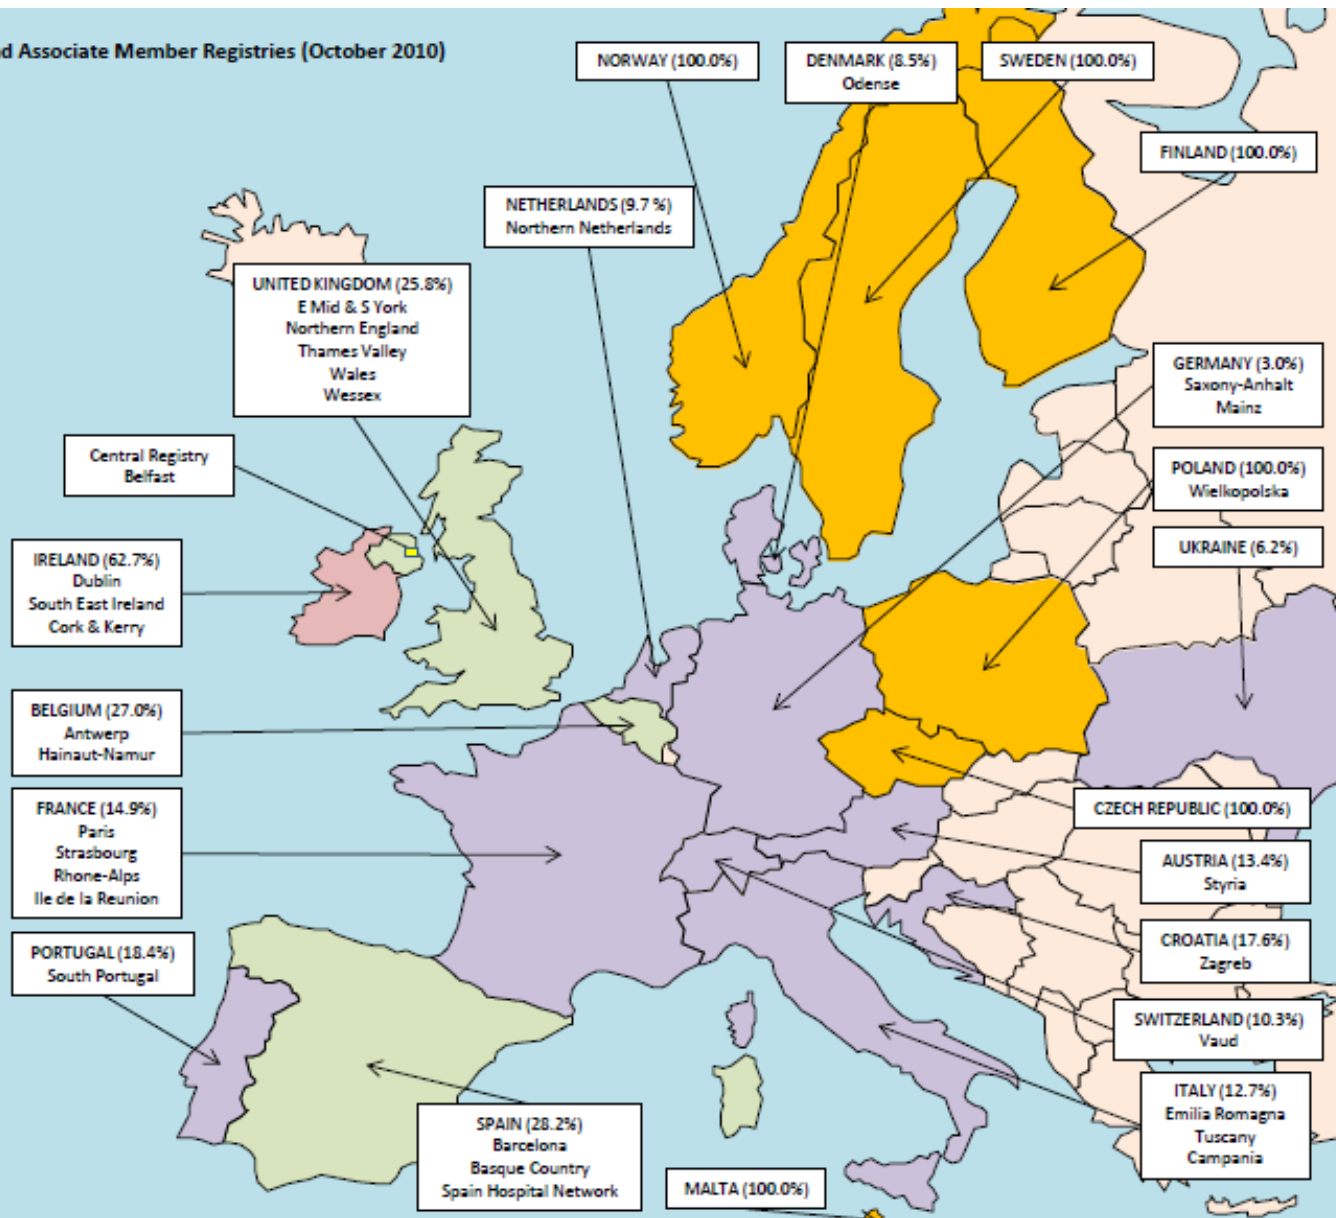 d Associate Member Registries (October 2010)
NORWAY (100.0%)
DENMARK (8.5%)
Odense
SWEDEN (100.0%)
FINLAND (100.0%)
NETHERLANDS (9.7 %)
Northern Netherlands
UNITED KINGDOM (25.8%)
E Mid & S York
Northern England
Thames Valley
Wales
Wessex
GERMANY (3.0%)
Saxony-Anhalt
Mainz
Central Registry
Belfast
POLAND (100.0%)
Wielkopolska
IRELAND (62.7%)
Dublin
South East Ireland
Cork & Kerry
UKRAINE (6.2%)
BELGIUM (27.0%)
Antwerp
Hainaut-Namur
FRANCE (14.9%)
Paris
Strasbourg
Rhone-Alps
Ile de la Reunion
CZECH REPUBLIC (100.0%)
AUSTRIA (13.4%)
Styria
PORTUGAL (18.4%)
South Portugal
CROATIA (17.6%)
Zagreb
SWITZERLAND (10.3%)
Vaud
ITALY (12.7%)
Emilia Romagna
Tuscany
Campania
SPAIN (28.2%)
Barcelona
Basque Country
Spain Hospital Network
MALTA (100.0%)